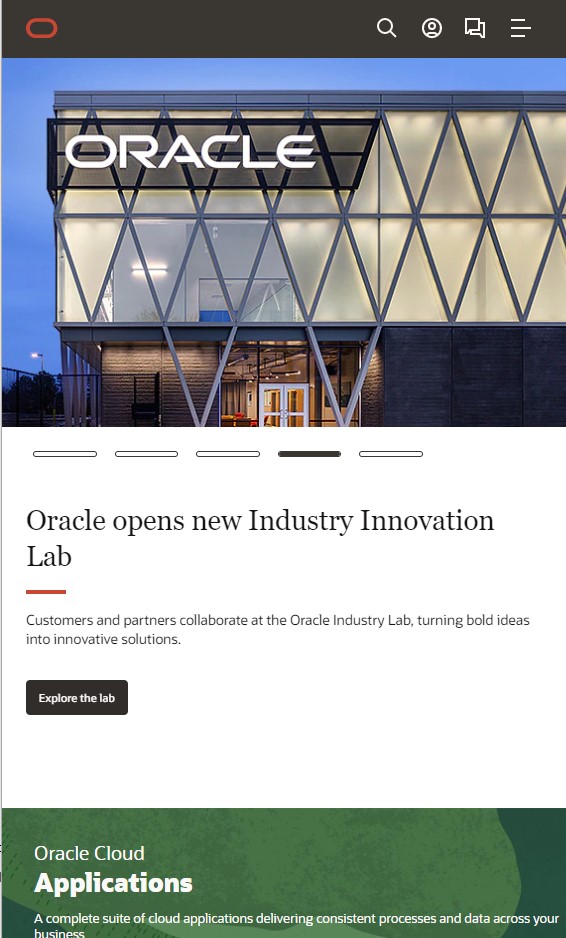 ORACLE
Oracle opens new Industry Innovation
Lab
Customers and partners collaborate at the Oracle Industry Lab, turning bold ideas
into innovative solutions.
Explore the lab
Oracle Cloud
Applications
A complete suite of cloud applications delivering consistent processes and data across your
business